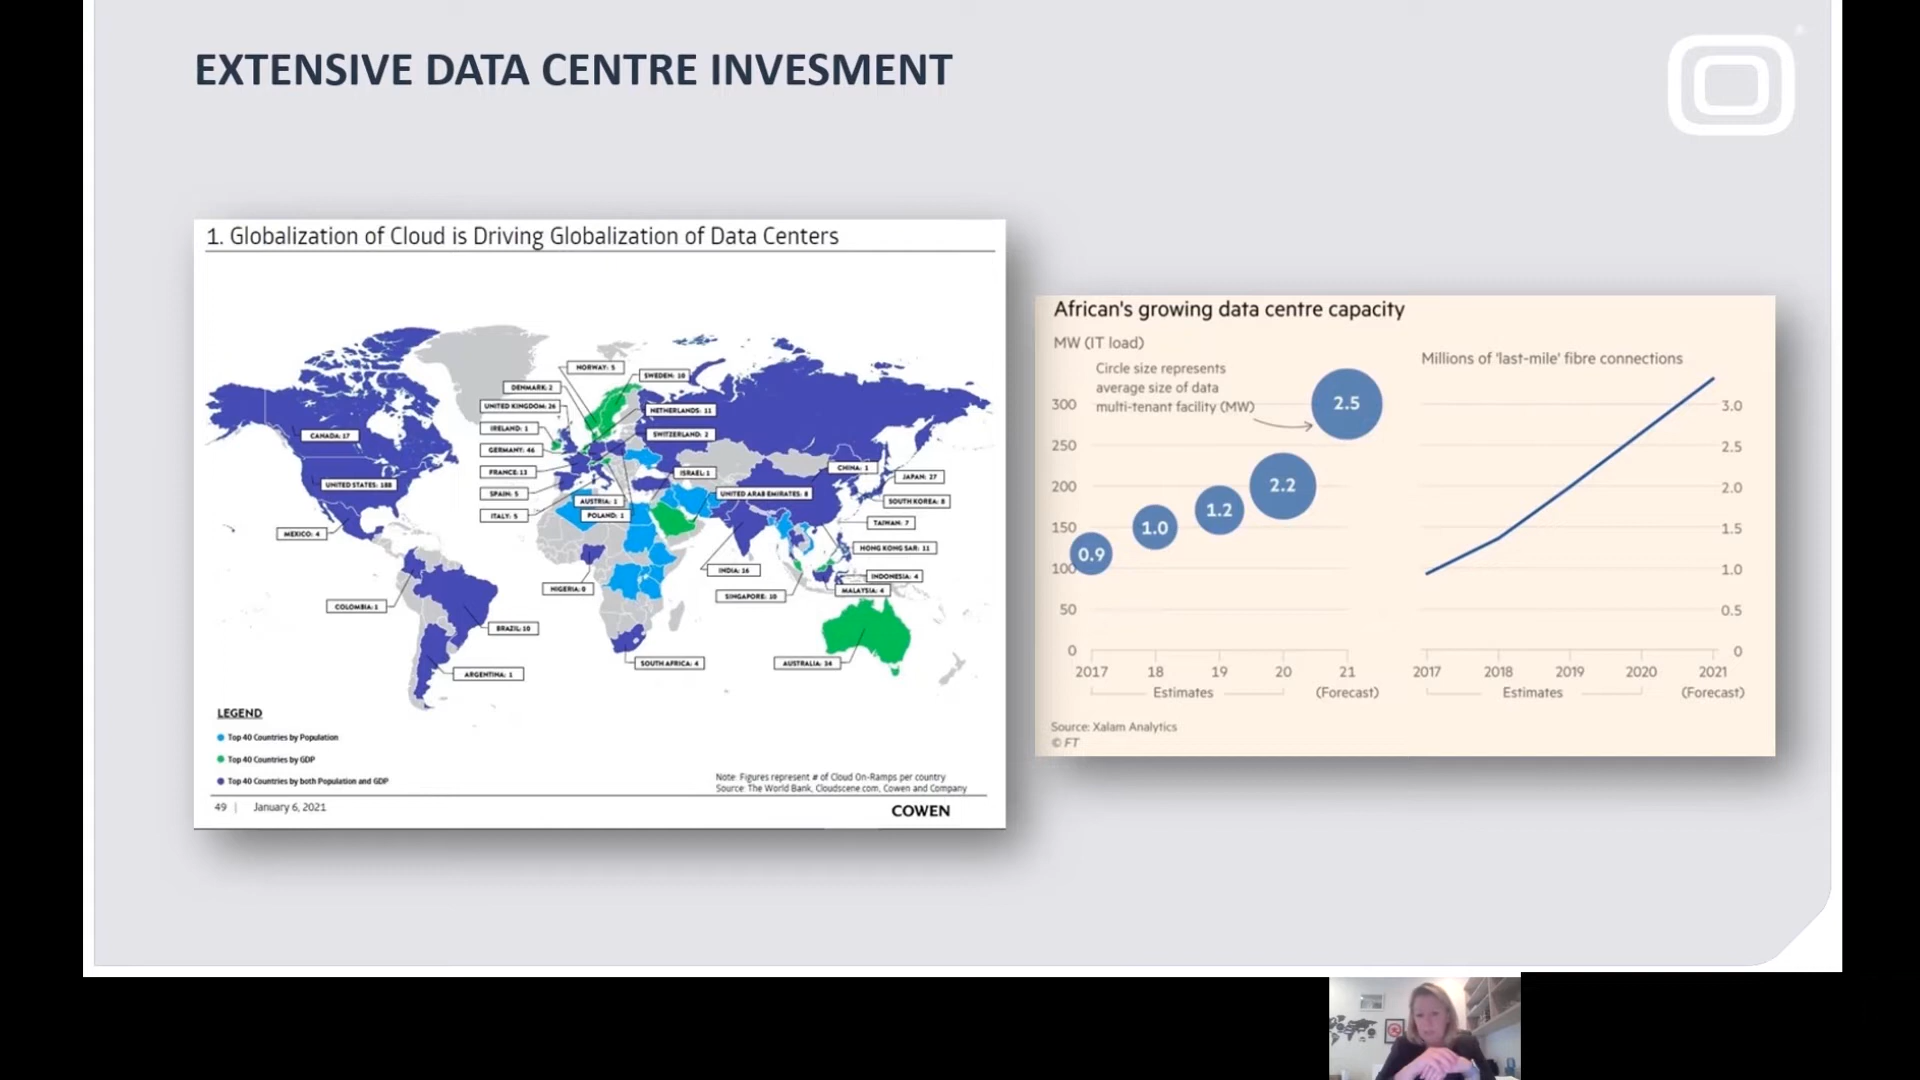 EXTENSIVE DATA CENTRE INVESMENT
1. Globalization of Cloud is Driving Globalization of Data Centers
NORWAY: 5
SWEDEN: 10
DENMARK: 2
UNITED KINGDOM: 26
NETHERLANDS: 11
IRELAND: 1
SWITZERLAND: 2
CANADA: 17
GERMANY: 46
FRANCE: 13
ISRAEL: 1
CHINA: 1
JAPAN: 27
UNITED STATES: 188
SPAIN: 5
AUSTRIA: 1
UNITED ARAB EMIRATES: 8
SOUTH KOREA: 8
ITALY: 5
POLAND: 1
TAIWAN: 7
MEXICO: 4
HONG KONG SAR: 11
INDIA: 16
INDONESIA: 4
NIGERIA: 0
SINGAPORE: 10
MALAYSIA: 4
COLOMBIA: 1
BRAZIL: 10
SOUTH AFRICA: 4
AUSTRALIA: 34
ARGENTINA: 1
LEGEND
Top 40 Countries by Population
Top 40 Countries by GDP
Top 40 Countries by both Population and GDP
Note: Figures represent # of Cloud On-Ramps per country
Source: The World Bank, Cloudscene.com, Cowen and Company
49 | January 6, 2021
COWEN
African's growing data centre capacity
MW (IT load)
Circle size represents
average size of data
multi-tenant facility (MW)
300
250
200
150
100
50
0
0.9
1.0
1.2
2.2
2.5
2017 18 19 20 21
Estimates (Forecast)
Millions of 'last-mile' fibre connections
3.0
2.5
2.0
1.5
1.0
0.5
0
2017 2018 2019 2020 2021
Estimates (Forecast)
Source: Xalam Analytics
© FT